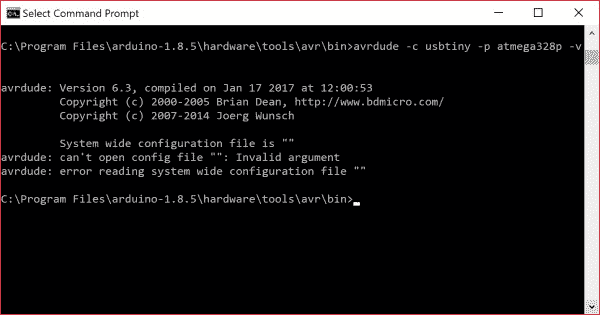 Select Command Prompt
C:\Program Files\arduino-1.8.5\hardware\tools\avr\bin>avrdude -c usbtiny -p atmega328p -v
avrdude: Version 6.3, compiled on Jan 17 2017 at 12:00:53
Copyright (c) 2000-2005 Brian Dean, http://www.bdmicro.com/
Copyright (c) 2007-2014 Joerg Wunsch
System wide configuration file is ""
avrdude: can't open config file "": Invalid argument
avrdude: error reading system wide configuration file ""
C:\Program Files\arduino-1.8.5\hardware\tools\avr\bin>